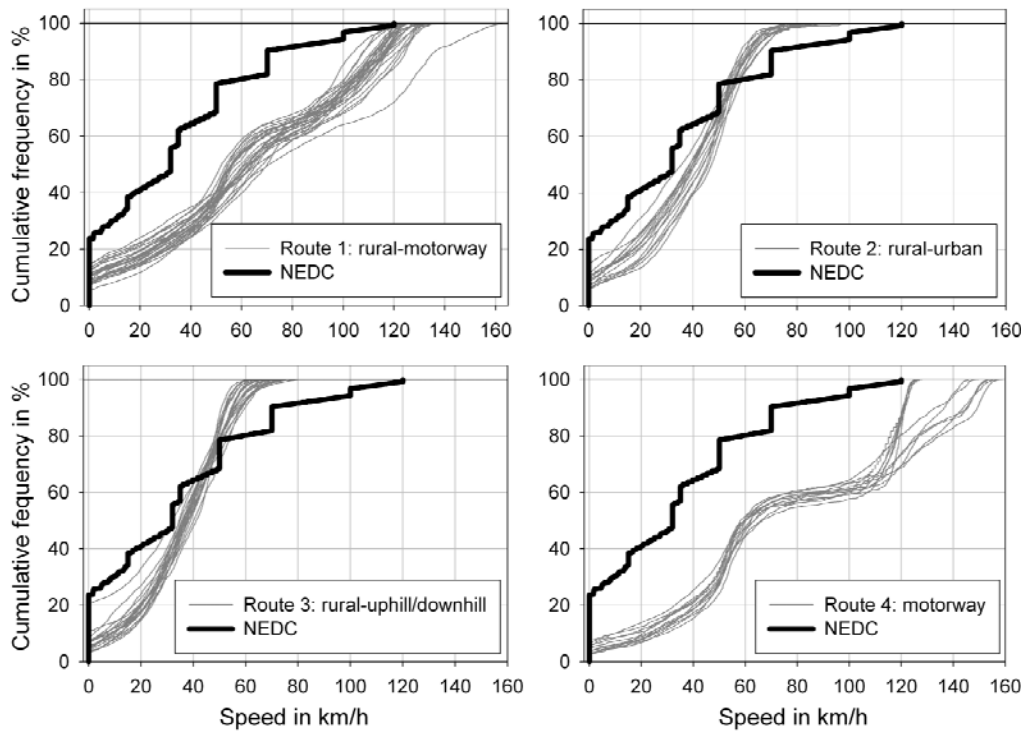 Cumulative frequency in %
100
80
60
40
20
0
Route 1: rural-motorway
NEDC
0 20 40 60 80 100 120 140 160
100
80
60
40
20
0
Route 2: rural-urban
NEDC
0 20 40 60 80 100 120 140 160
Cumulative fequency in %
100
80
60
40
20
0
Route 3: rural-uphill/downhill
NEDC
0 20 40 60 80 100 120 140 160
Speed in km/h
100
80
60
40
20
0
Route 4: motorway
NEDC
0 20 40 60 80 100 120 140 160
Speed in km/h